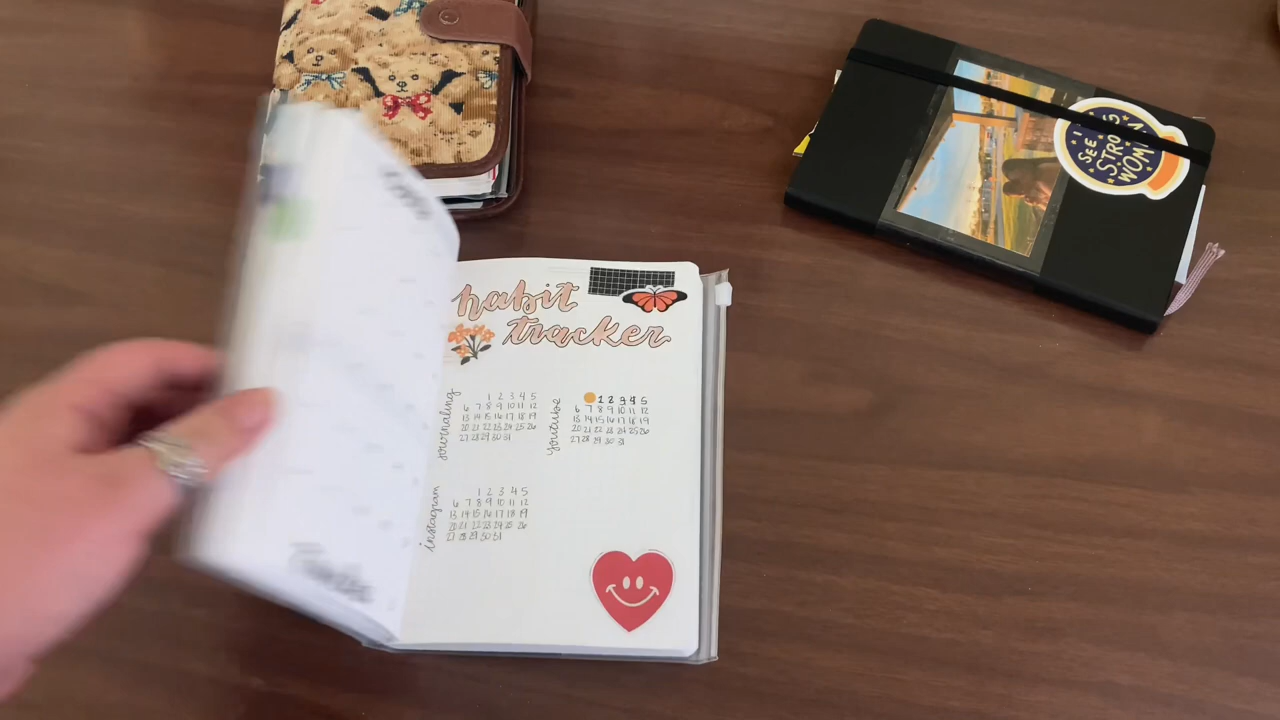 I
SEE
STRONG
WOMAN
habit
tracker
journaling
1 2 3 4 5
6 7 8 9 10 11 12
13 14 15 16 17 18 19
20 21 22 23 24 25 26
27 28 29 30 31
youtube
1 2 3 4 5
6 7 8 9 10 11 12
13 14 15 16 17 18 19
20 21 22 23 24 25 26
27 28 29 30 31
instagram
1 2 3 4 5
6 7 8 9 10 11 12
13 14 15 16 17 18 19
20 21 22 23 24 25 26
27 28 29 30 31